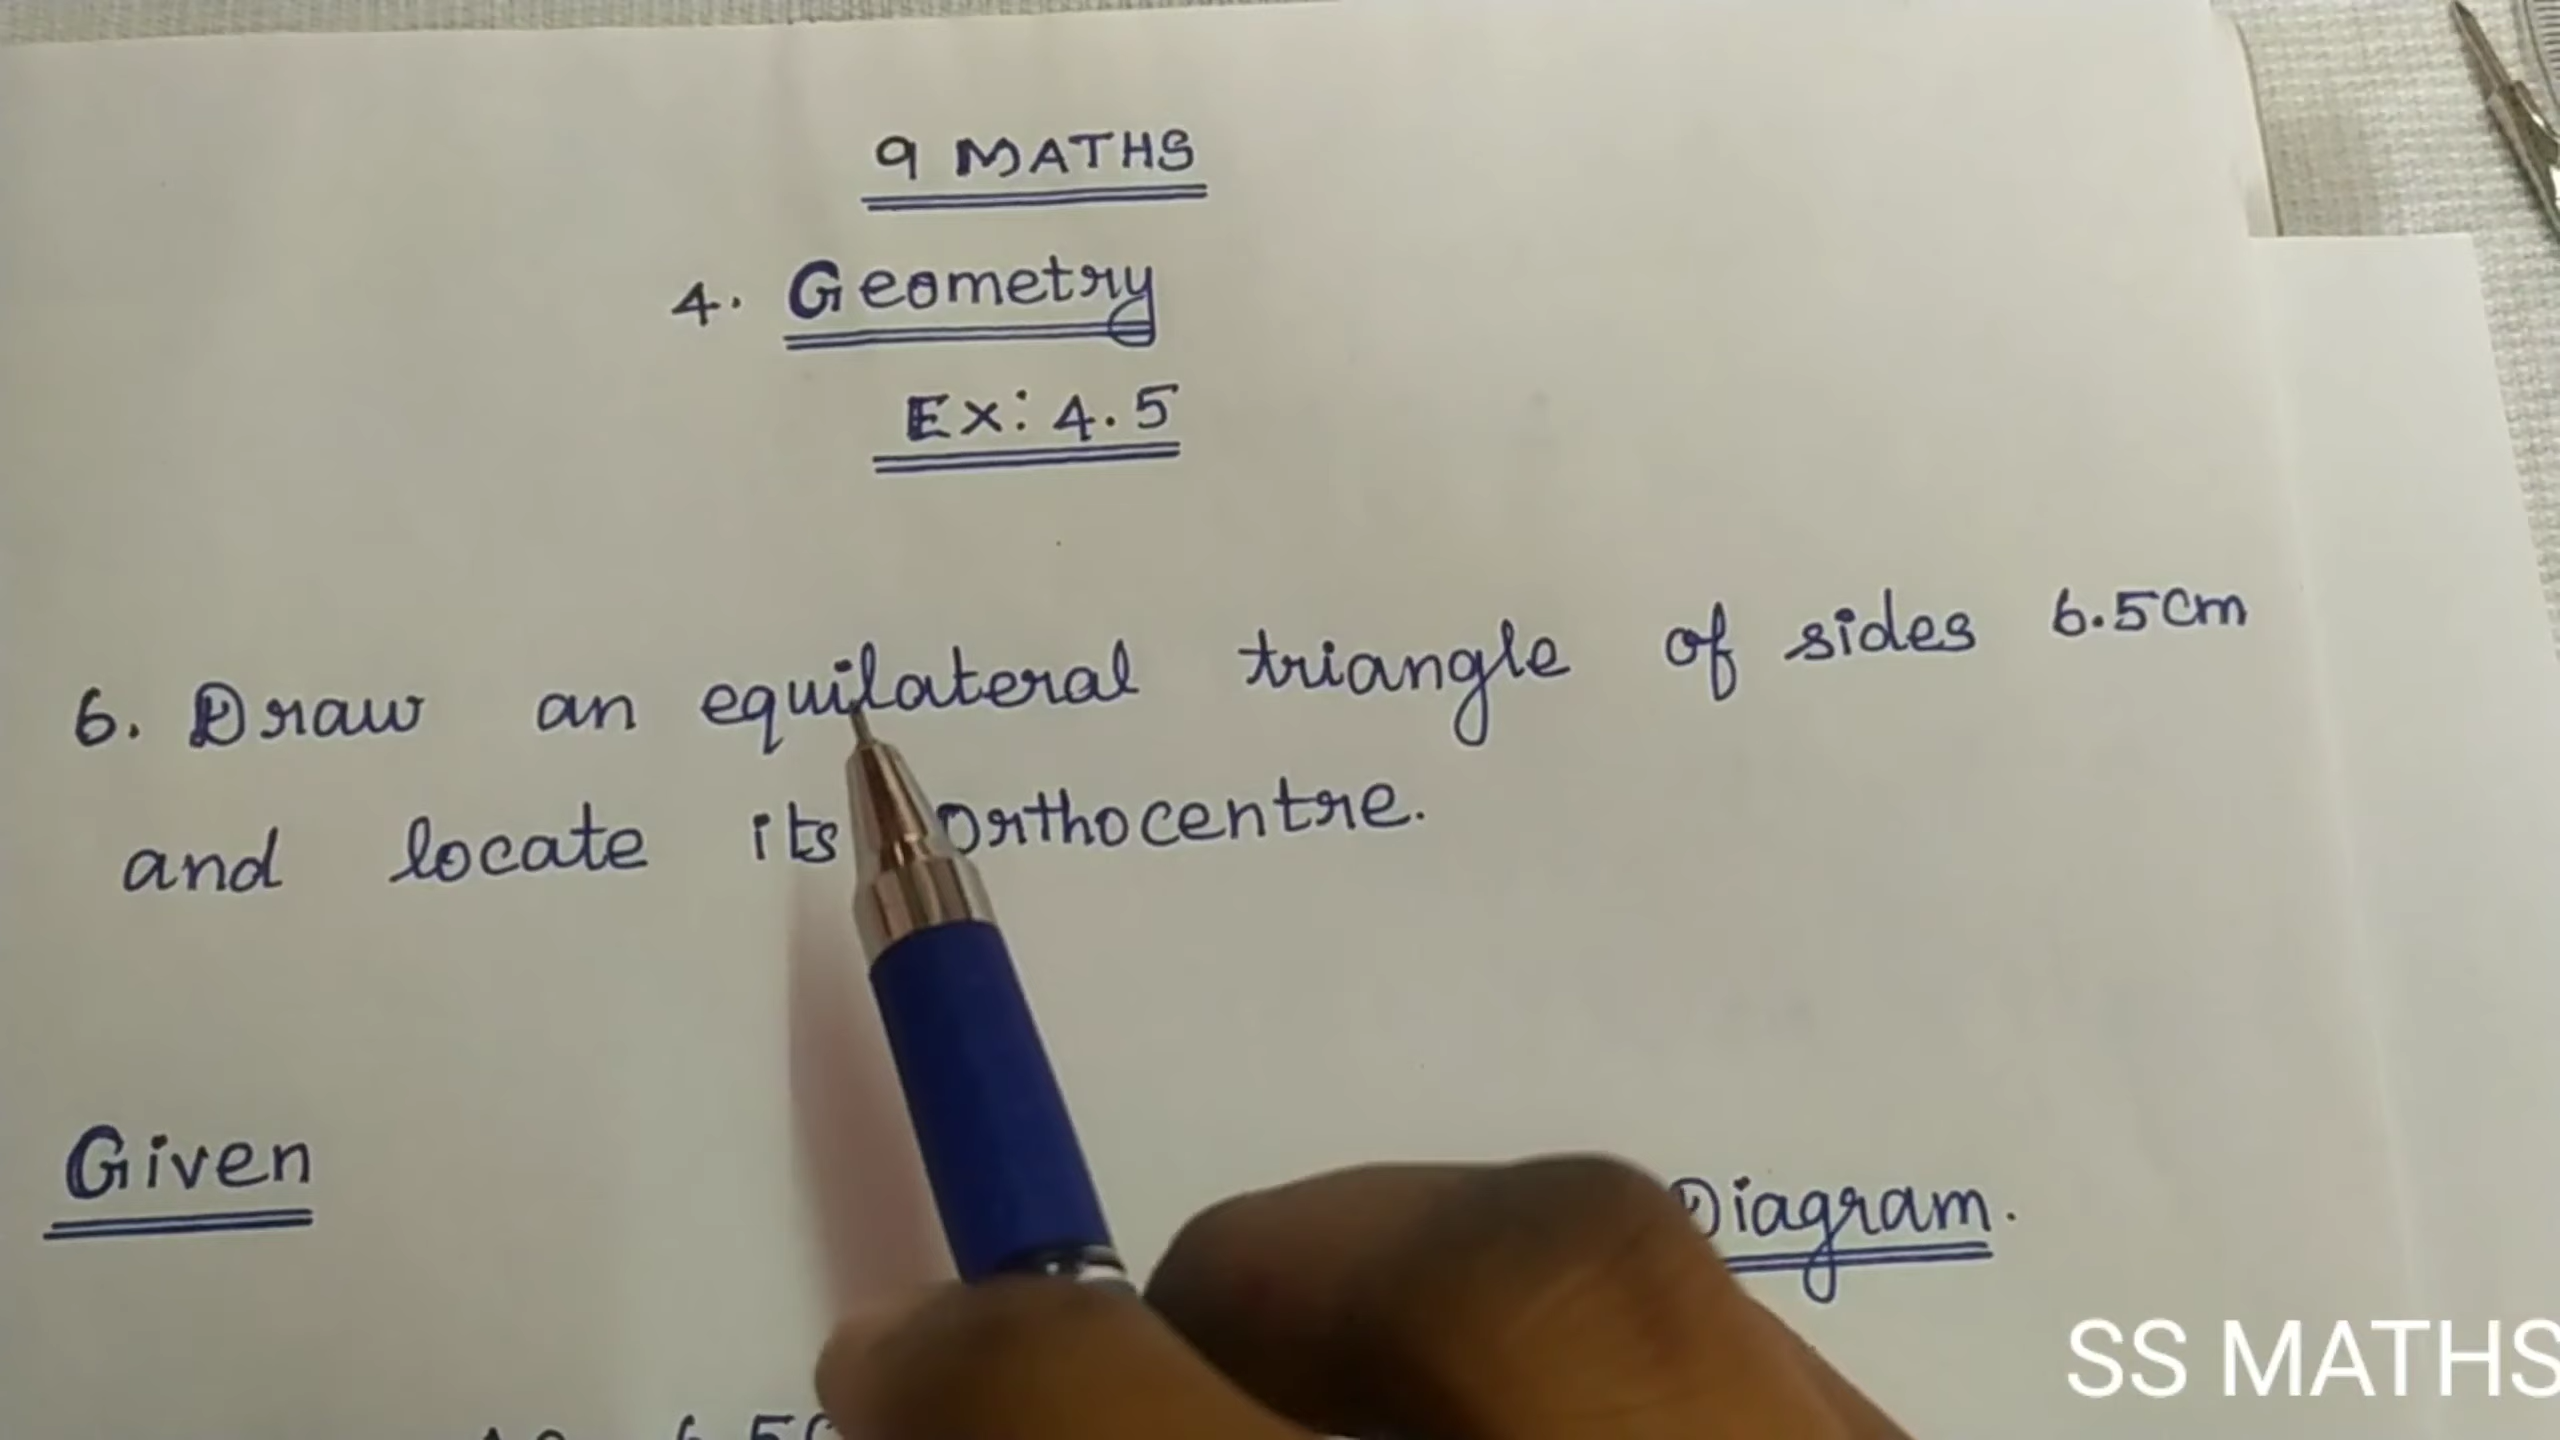 9 MATHS
4. Geometry
Ex: 4.5
6. Draw an equilateral triangle of sides 6.5cm
and locate its Orthocentre.
Given
Diagram.
SS MATHS